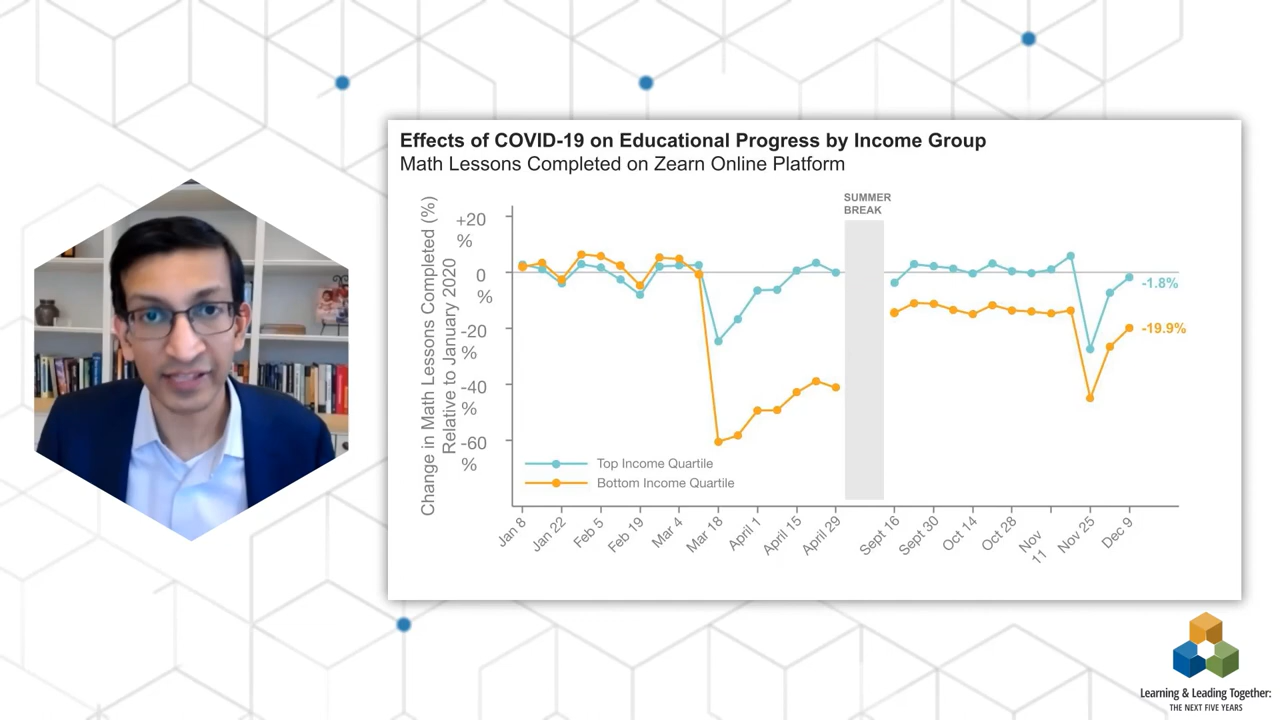 Effects of COVID-19 on Educational Progress by Income Group
Math Lessons Completed on Zearn Online Platform
Change in Math Lessons Completed (%)
Relative to January 2020
+20
%
0
%
-20
%
-40
%
-60
%
SUMMER
BREAK
-1.8%
-19.9%
Top Income Quartile
Bottom Income Quartile
Jan 8
Jan 22
Feb 5
Feb 19
Mar 4
Mar 18
April 1
April 15
April 29
Sept 16
Sept 30
Oct 14
Oct 28
Nov
11
Nov 25
Dec 9
Learning & Leading Together:
THE NEXT FIVE YEARS